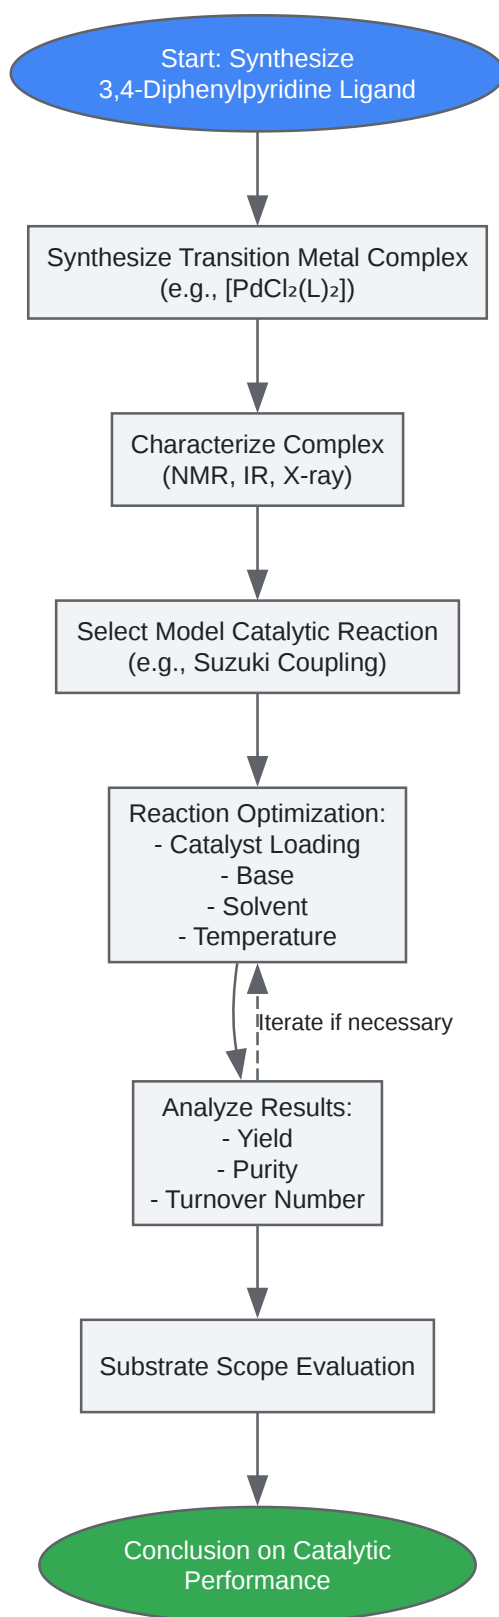 Start: Synthesize
3,4-Diphenylpyridine Ligand
Synthesize Transition Metal Complex
(e.g., [PdCl₂(L)₂])
Characterize Complex
(NMR, IR, X-ray)
Select Model Catalytic Reaction
(e.g., Suzuki Coupling)
Reaction Optimization:
- Catalyst Loading
- Base
- Solvent
- Temperature
Iterate if necessary
Analyze Results:
- Yield
- Purity
- Turnover Number
Substrate Scope Evaluation
Conclusion on Catalytic
Performance